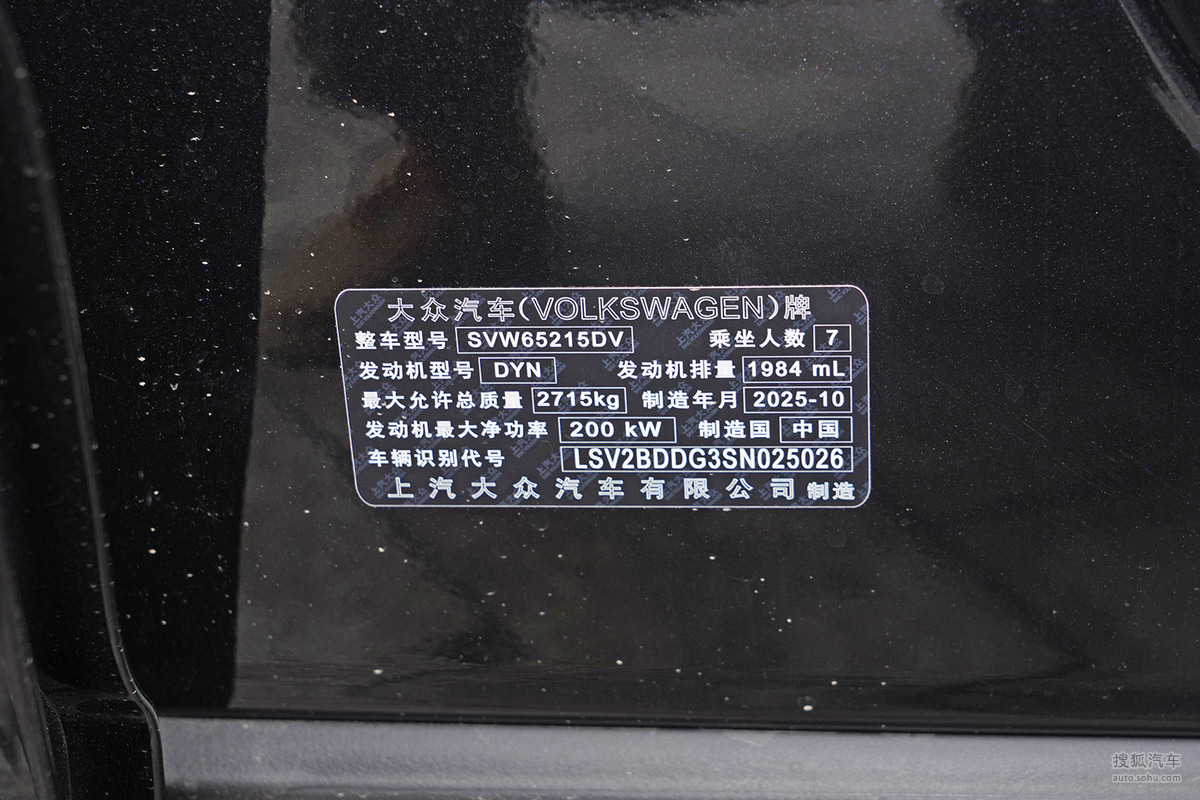 大众汽车(VOLKSWAGEN)牌
整车型号 SVW65215DV 乘坐人数 7
发动机型号 DYN 发动机排量 1984 mL
最大允许总质量 2715kg 制造年月 2025-10
发动机最大净功率 200 kW 制造国 中国
车辆识别代号 LSV2BDDG3SN025026
上汽大众汽车有限公司 制造
搜狐汽车
auto.sohu.com